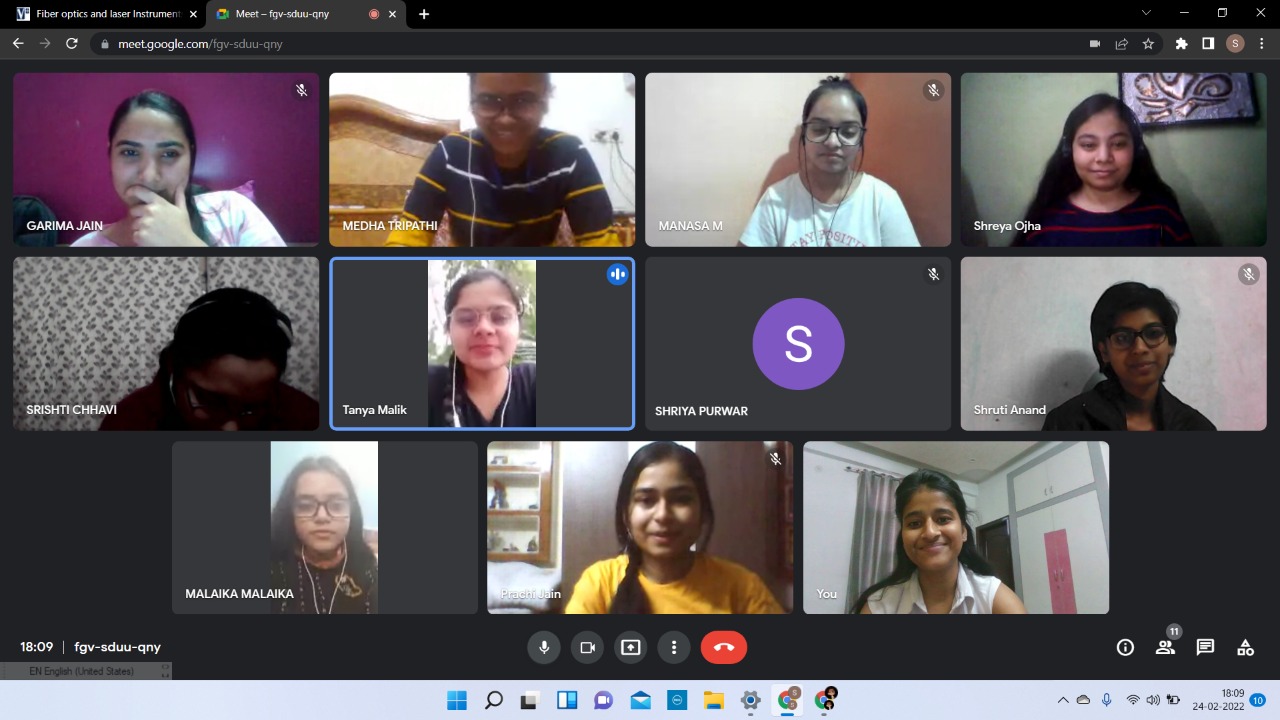 Fiber optics and laser Instrument
Meet – fgv-sduu-qny
meet.google.com/fgv-sduu-qny
S
GARIMA JAIN
MEDHA TRIPATHI
MANASA M
STAY POSITIVE
Shreya Ojha
SRISHTI CHHAVI
Tanya Malik
S
SHRIYA PURWAR
Shruti Anand
MALAIKA MALAIKA
Prachi Jain
You
18:09
fgv-sduu-qny
11
EN English (United States)
18:09
24-02-2022
10